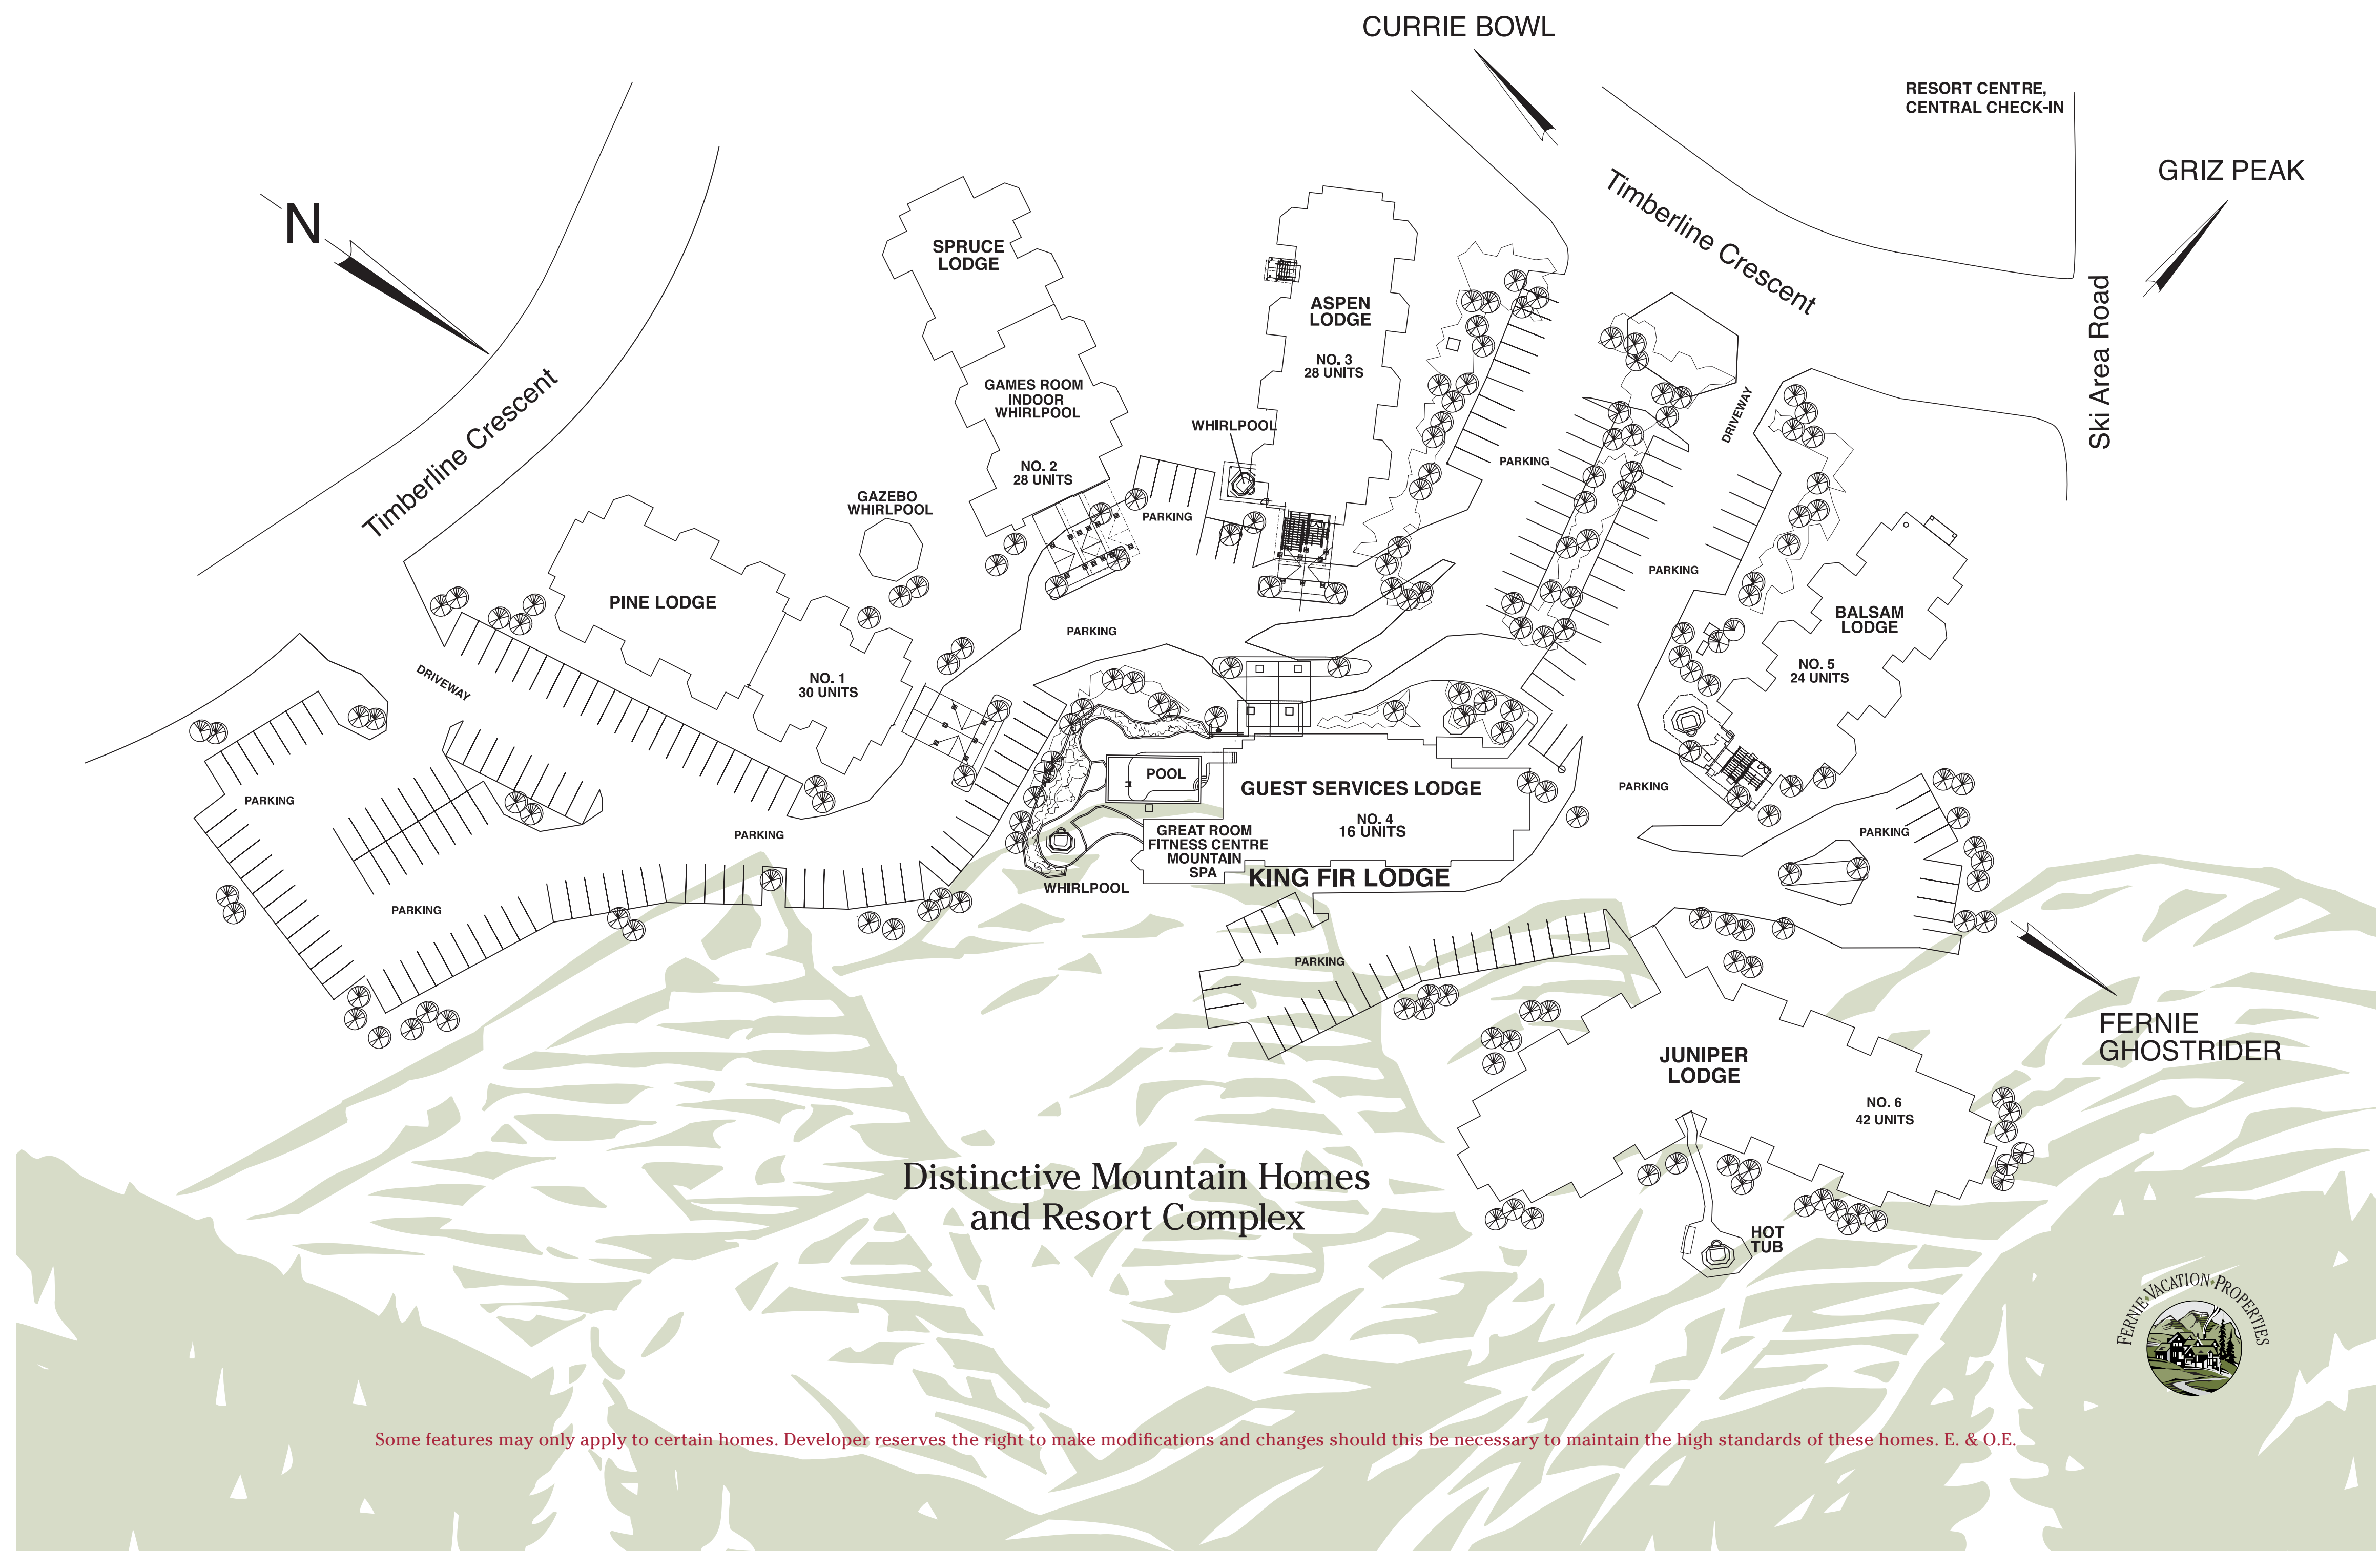 CURRIE BOWL
RESORT CENTRE,
CENTRAL CHECK-IN
GRIZ PEAK
N
Timberline Crescent
Ski Area Road
SPRUCE
LODGE
ASPEN
LODGE
NO. 3
28 UNITS
GAMES ROOM
INDOOR
WHIRLPOOL
WHIRLPOOL
DRIVEWAY
Timberline Crescent
NO. 2
28 UNITS
PARKING
GAZEBO
WHIRLPOOL
PARKING
PARKING
PINE LODGE
BALSAM
LODGE
PARKING
NO. 5
24 UNITS
DRIVEWAY
NO. 1
30 UNITS
POOL
GUEST SERVICES LODGE
PARKING
PARKING
NO. 4
16 UNITS
GREAT ROOM
FITNESS CENTRE
MOUNTAIN
SPA
PARKING
PARKING
KING FIR LODGE
WHIRLPOOL
PARKING
PARKING
FERNIE
GHOSTRIDER
JUNIPER
LODGE
NO. 6
42 UNITS
Distinctive Mountain Homes
and Resort Complex
HOT
TUB
FERNIE•VACATION•PROPERTIES
Some features may only apply to certain homes. Developer reserves the right to make modifications and changes should this be necessary to maintain the high standards of these homes. E. & O.E.